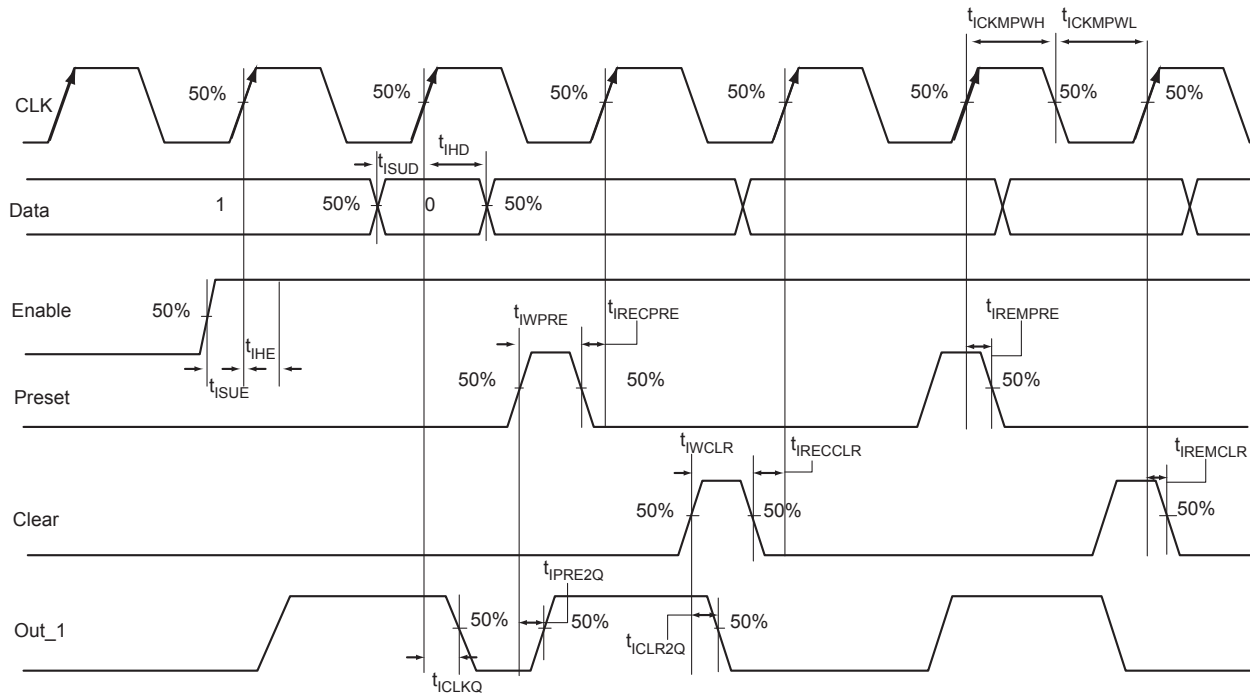 tICKMPWH tICKMPWL
CLK 50% 50% 50% 50% 50% 50% 50%
tISUD tIHD
Data 1 50% 0 50%
Enable 50%
tIHE
tISUE
tIWPRE tIRECPRE tIREMPRE
Preset 50% 50% 50%
tIWCLR tIRECCLR tIREMCLR
Clear 50% 50% 50%
tIPRE2Q
Out_1 50% 50% 50%
tICLR2Q
tICLKQ